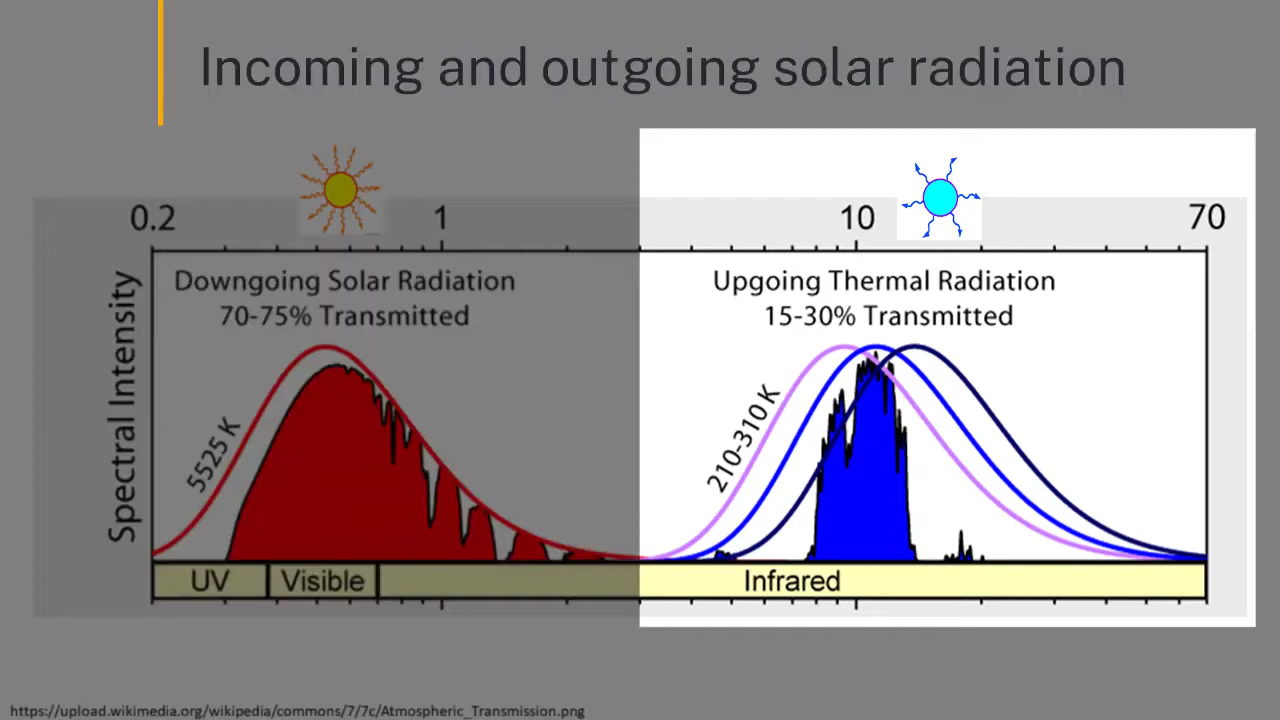 Incoming and outgoing solar radiation
0.2 1 10 70
Downgoing Solar Radiation
70-75% Transmitted
Upgoing Thermal Radiation
15-30% Transmitted
Spectral Intensity
5525 K
210-310 K
UV Visible Infrared
https://upload.wikimedia.org/wikipedia/commons/7/7c/Atmospheric_Transmission.png